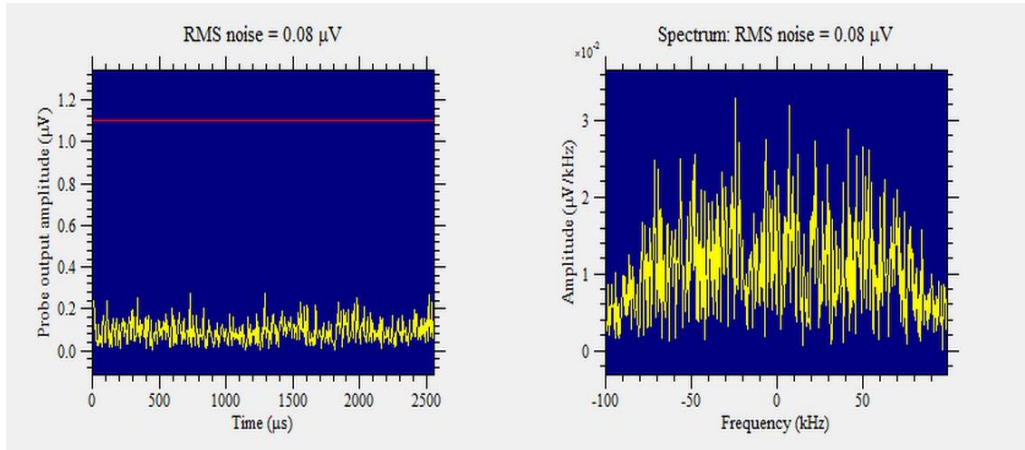 RMS noise = 0.08 µV
Probe output amplitude (µV)
1.2
1.0
0.8
0.6
0.4
0.2
0.0
0 500 1000 1500 2000 2500
Time (µs)
Spectrum: RMS noise = 0.08 µV
×10⁻²
Amplitude (µV/kHz)
3
2
1
0
-100 -50 0 50
Frequency (kHz)